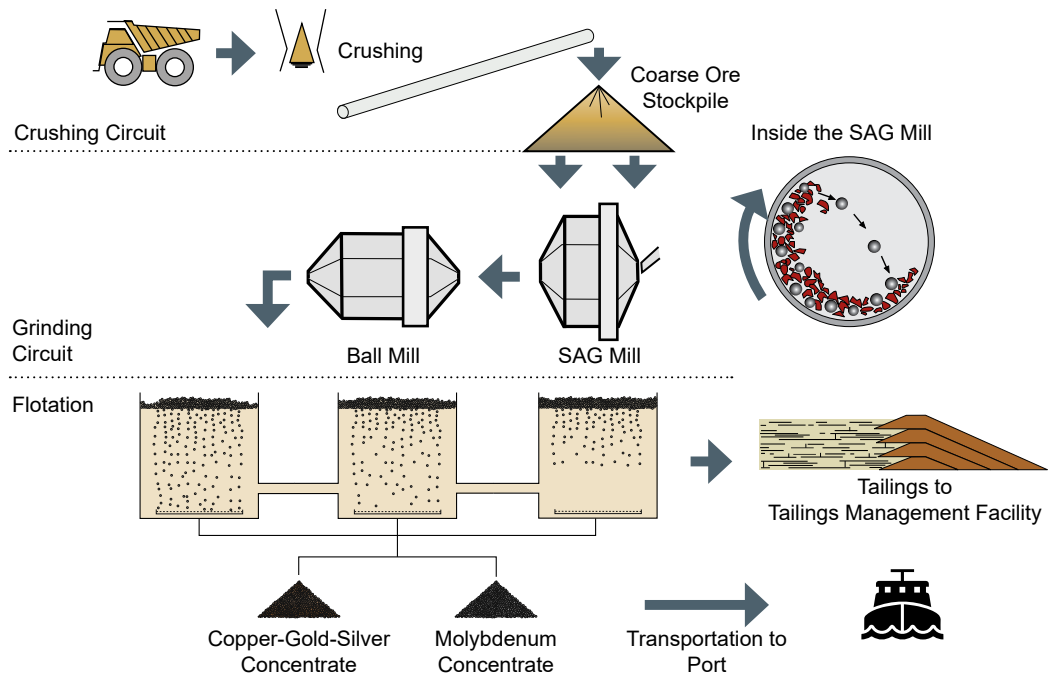 Crushing
Coarse Ore
Stockpile
Crushing Circuit
Inside the SAG Mill
Grinding
Circuit
Ball Mill
SAG Mill
Flotation
Tailings to
Tailings Management Facility
Copper-Gold-Silver
Concentrate
Molybdenum
Concentrate
Transportation to
Port